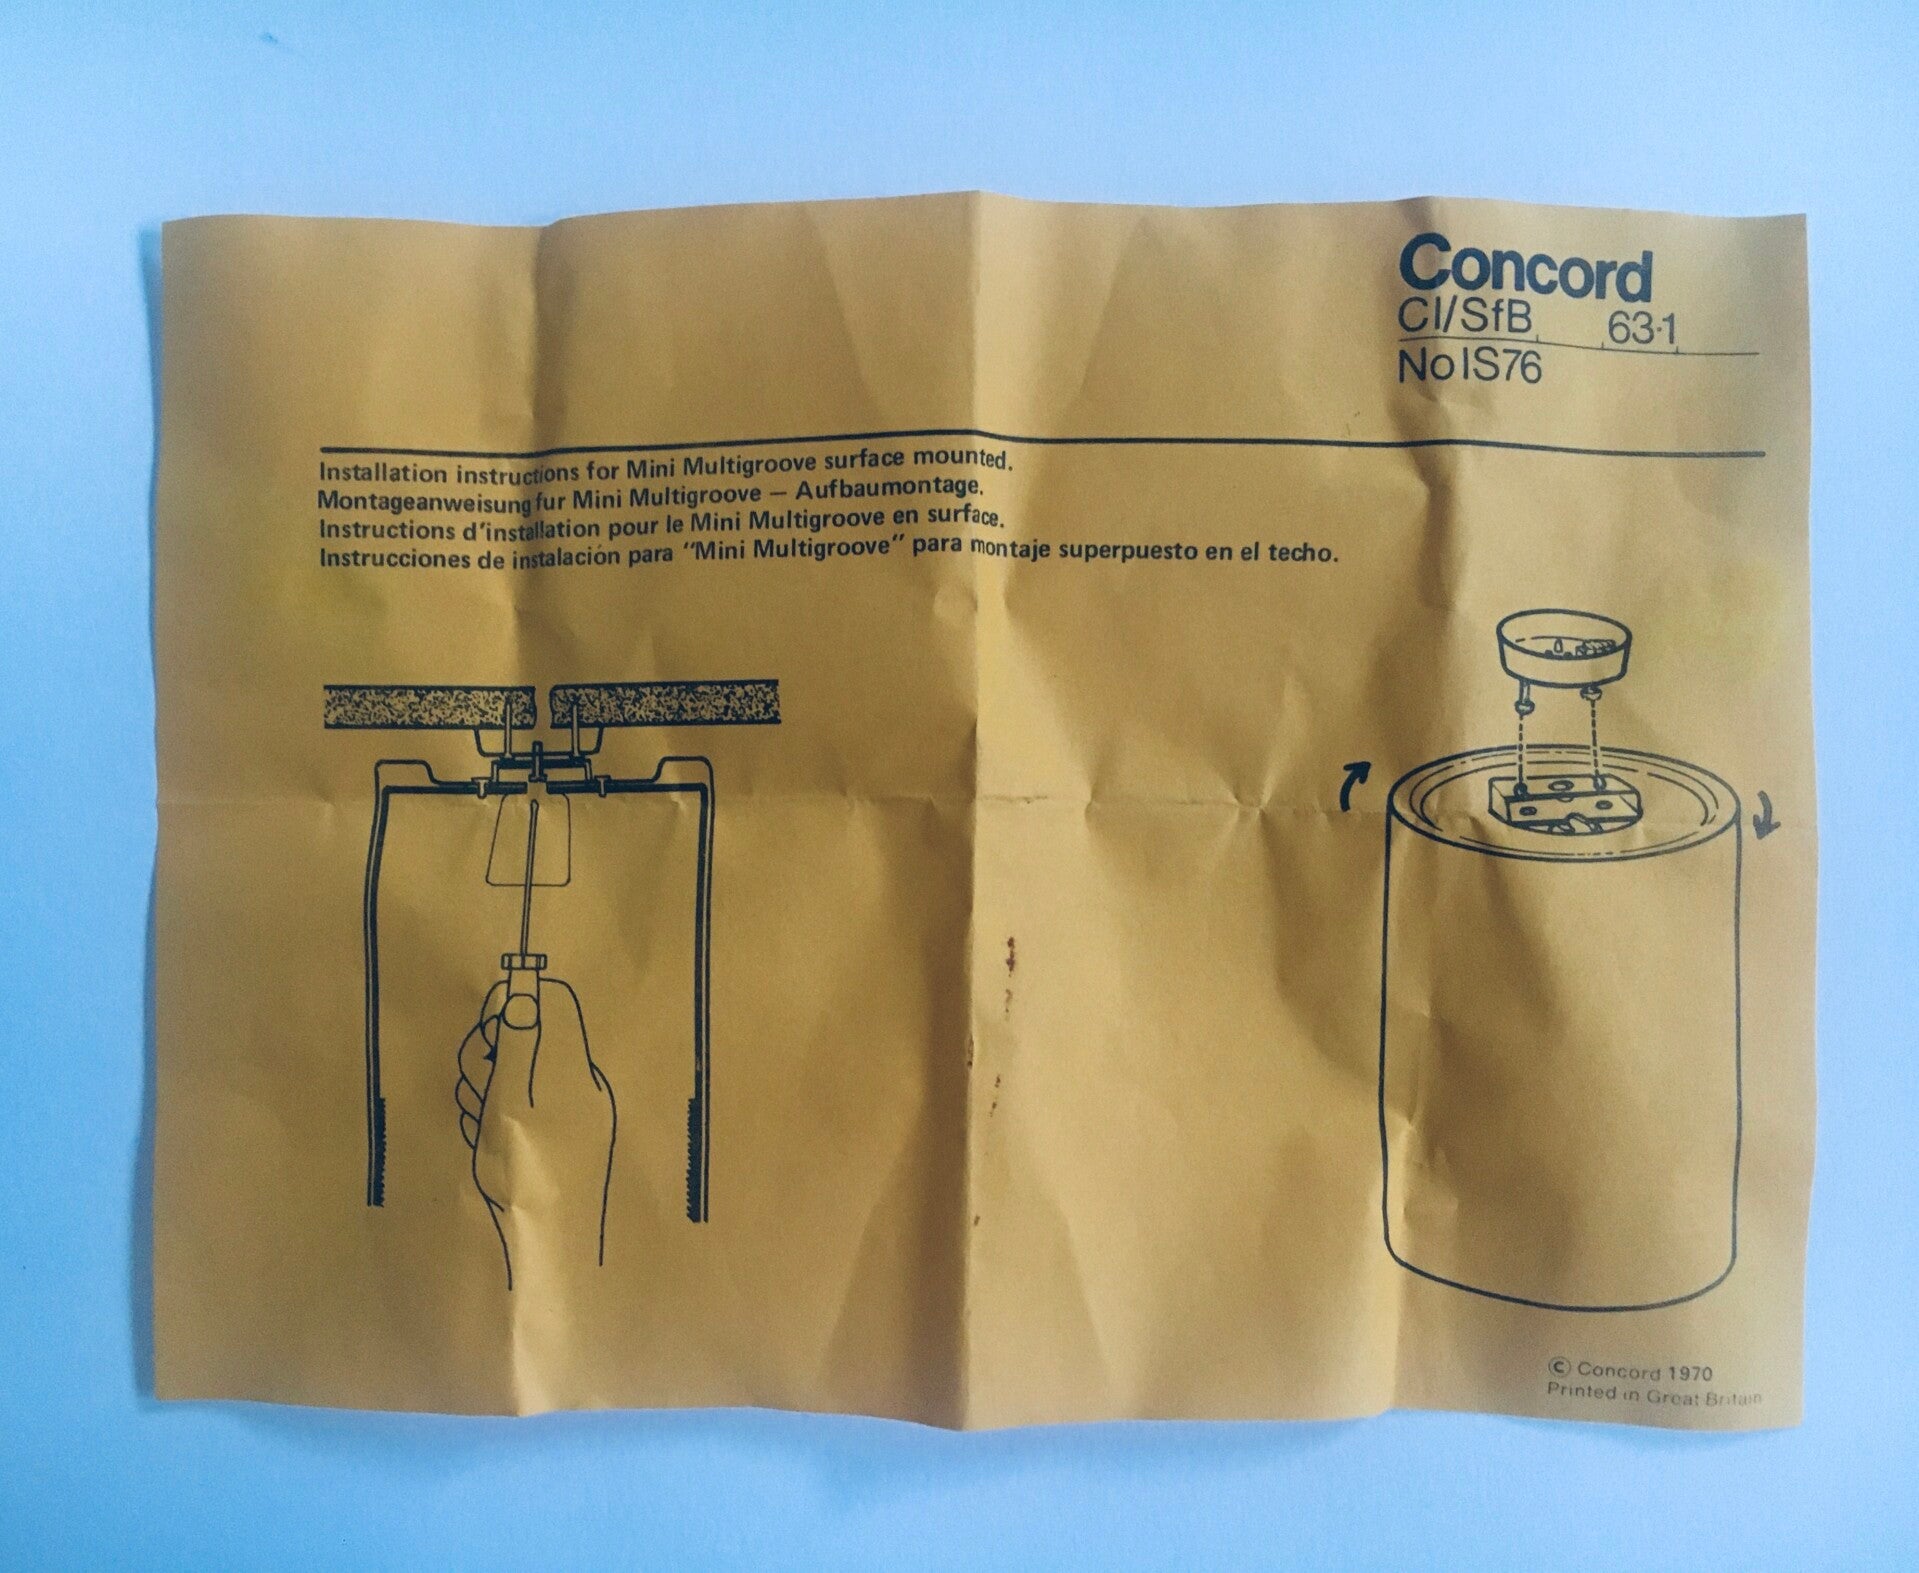 Concord
CI/SfB 63·1
No IS76
Installation instructions for Mini Multigroove surface mounted.
Montageanweisung fur Mini Multigroove — Aufbaumontage.
Instructions d'installation pour le Mini Multigroove en surface.
Instrucciones de instalación para "Mini Multigroove" para montaje superpuesto en el techo.
© Concord 1970
Printed in Great Britain